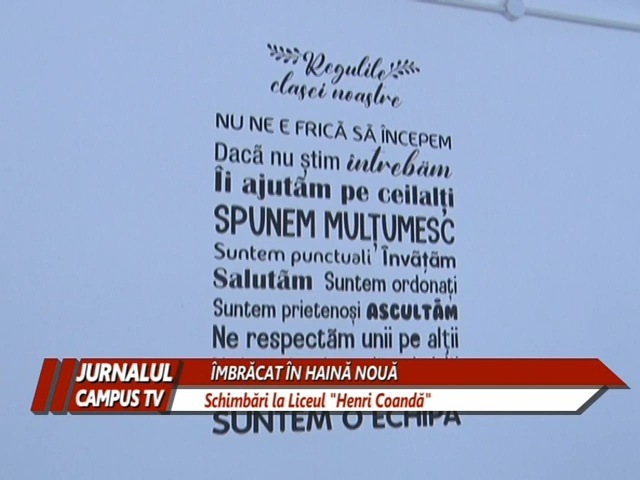 Regulile
clasei noastre
NU NE E FRICĂ SĂ ÎNCEPEM
Dacă nu știm întrebăm
Îi ajutăm pe ceilalți
SPUNEM MULȚUMESC
Suntem punctuali Învățăm
Salutăm Suntem ordonați
Suntem prietenoși ASCULTĂM
Ne respectăm unii pe alții
JURNALUL
CAMPUS TV
ÎMBRĂCAT ÎN HAINĂ NOUĂ
Schimbări la Liceul "Henri Coandă"
SUNTEM O ECHIPĂ